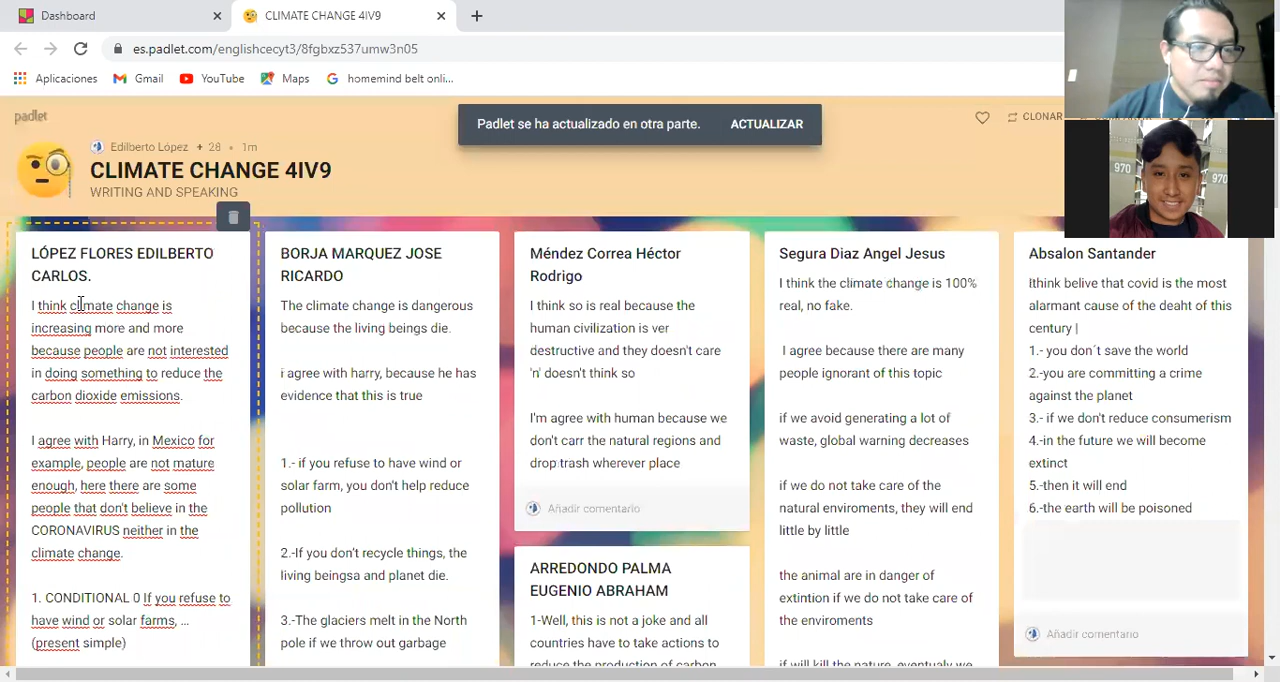 Dashboard
CLIMATE CHANGE 4IV9
es.padlet.com/englishcecyt3/8fgbxz537umw3n05
Aplicaciones
Gmail
YouTube
Maps
homemind belt onli...
padlet
Padlet se ha actualizado en otra parte.
ACTUALIZAR
CLONAR
Edilberto López + 28 • 1m
CLIMATE CHANGE 4IV9
WRITING AND SPEAKING
970
970
LÓPEZ FLORES EDILBERTO
CARLOS.
I think climate change is
increasing more and more
because people are not interested
in doing something to reduce the
carbon dioxide emissions.
I agree with Harry, in Mexico for
example, people are not mature
enough, here there are some
people that don't believe in the
CORONAVIRUS neither in the
climate change.
1. CONDITIONAL 0 If you refuse to
have wind or solar farms, ...
(present simple)
BORJA MARQUEZ JOSE
RICARDO
The climate change is dangerous
because the living beings die.
i agree with harry, because he has
evidence that this is true
1.- if you refuse to have wind or
solar farm, you don't help reduce
pollution
2.-If you don't recycle things, the
living beingsa and planet die.
3.-The glaciers melt in the North
pole if we throw out garbage
Méndez Correa Héctor
Rodrigo
I think so is real because the
human civilization is ver
destructive and they doesn't care
'n' doesn't think so
I'm agree with human because we
don't carr the natural regions and
drop trash wherever place
Añadir comentario
ARREDONDO PALMA
EUGENIO ABRAHAM
1-Well, this is not a joke and all
countries have to take actions to
reduce the production of carbon
Segura Diaz Angel Jesus
I think the climate change is 100%
real, no fake.
I agree because there are many
people ignorant of this topic
if we avoid generating a lot of
waste, global warning decreases
if we do not take care of the
natural enviroments, they will end
little by little
the animal are in danger of
extintion if we do not take care of
the enviroments
if will kill the nature, eventualy we
Absalon Santander
Ithink belive that covid is the most
alarmant cause of the deaht of this
century |
1.- you don´t save the world
2.-you are committing a crime
against the planet
3.- if we don't reduce consumerism
4.-in the future we will become
extinct
5.-then it will end
6.-the earth will be poisoned
Añadir comentario